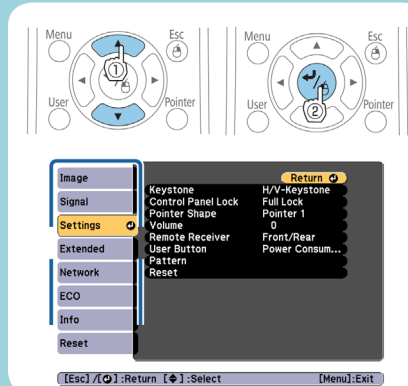 Menu Esc Menu Esc
①
User Pointer User Pointer
②
Image Return
Keystone H/V-Keystone
Signal Control Panel Lock Full Lock
Pointer Shape Pointer 1
Settings Volume 0
Remote Receiver Front/Rear
Extended User Button Power Consum...
Pattern
Network Reset
ECO
Info
Reset
[Esc] /[ ] :Return [ ] :Select [Menu]:Exit